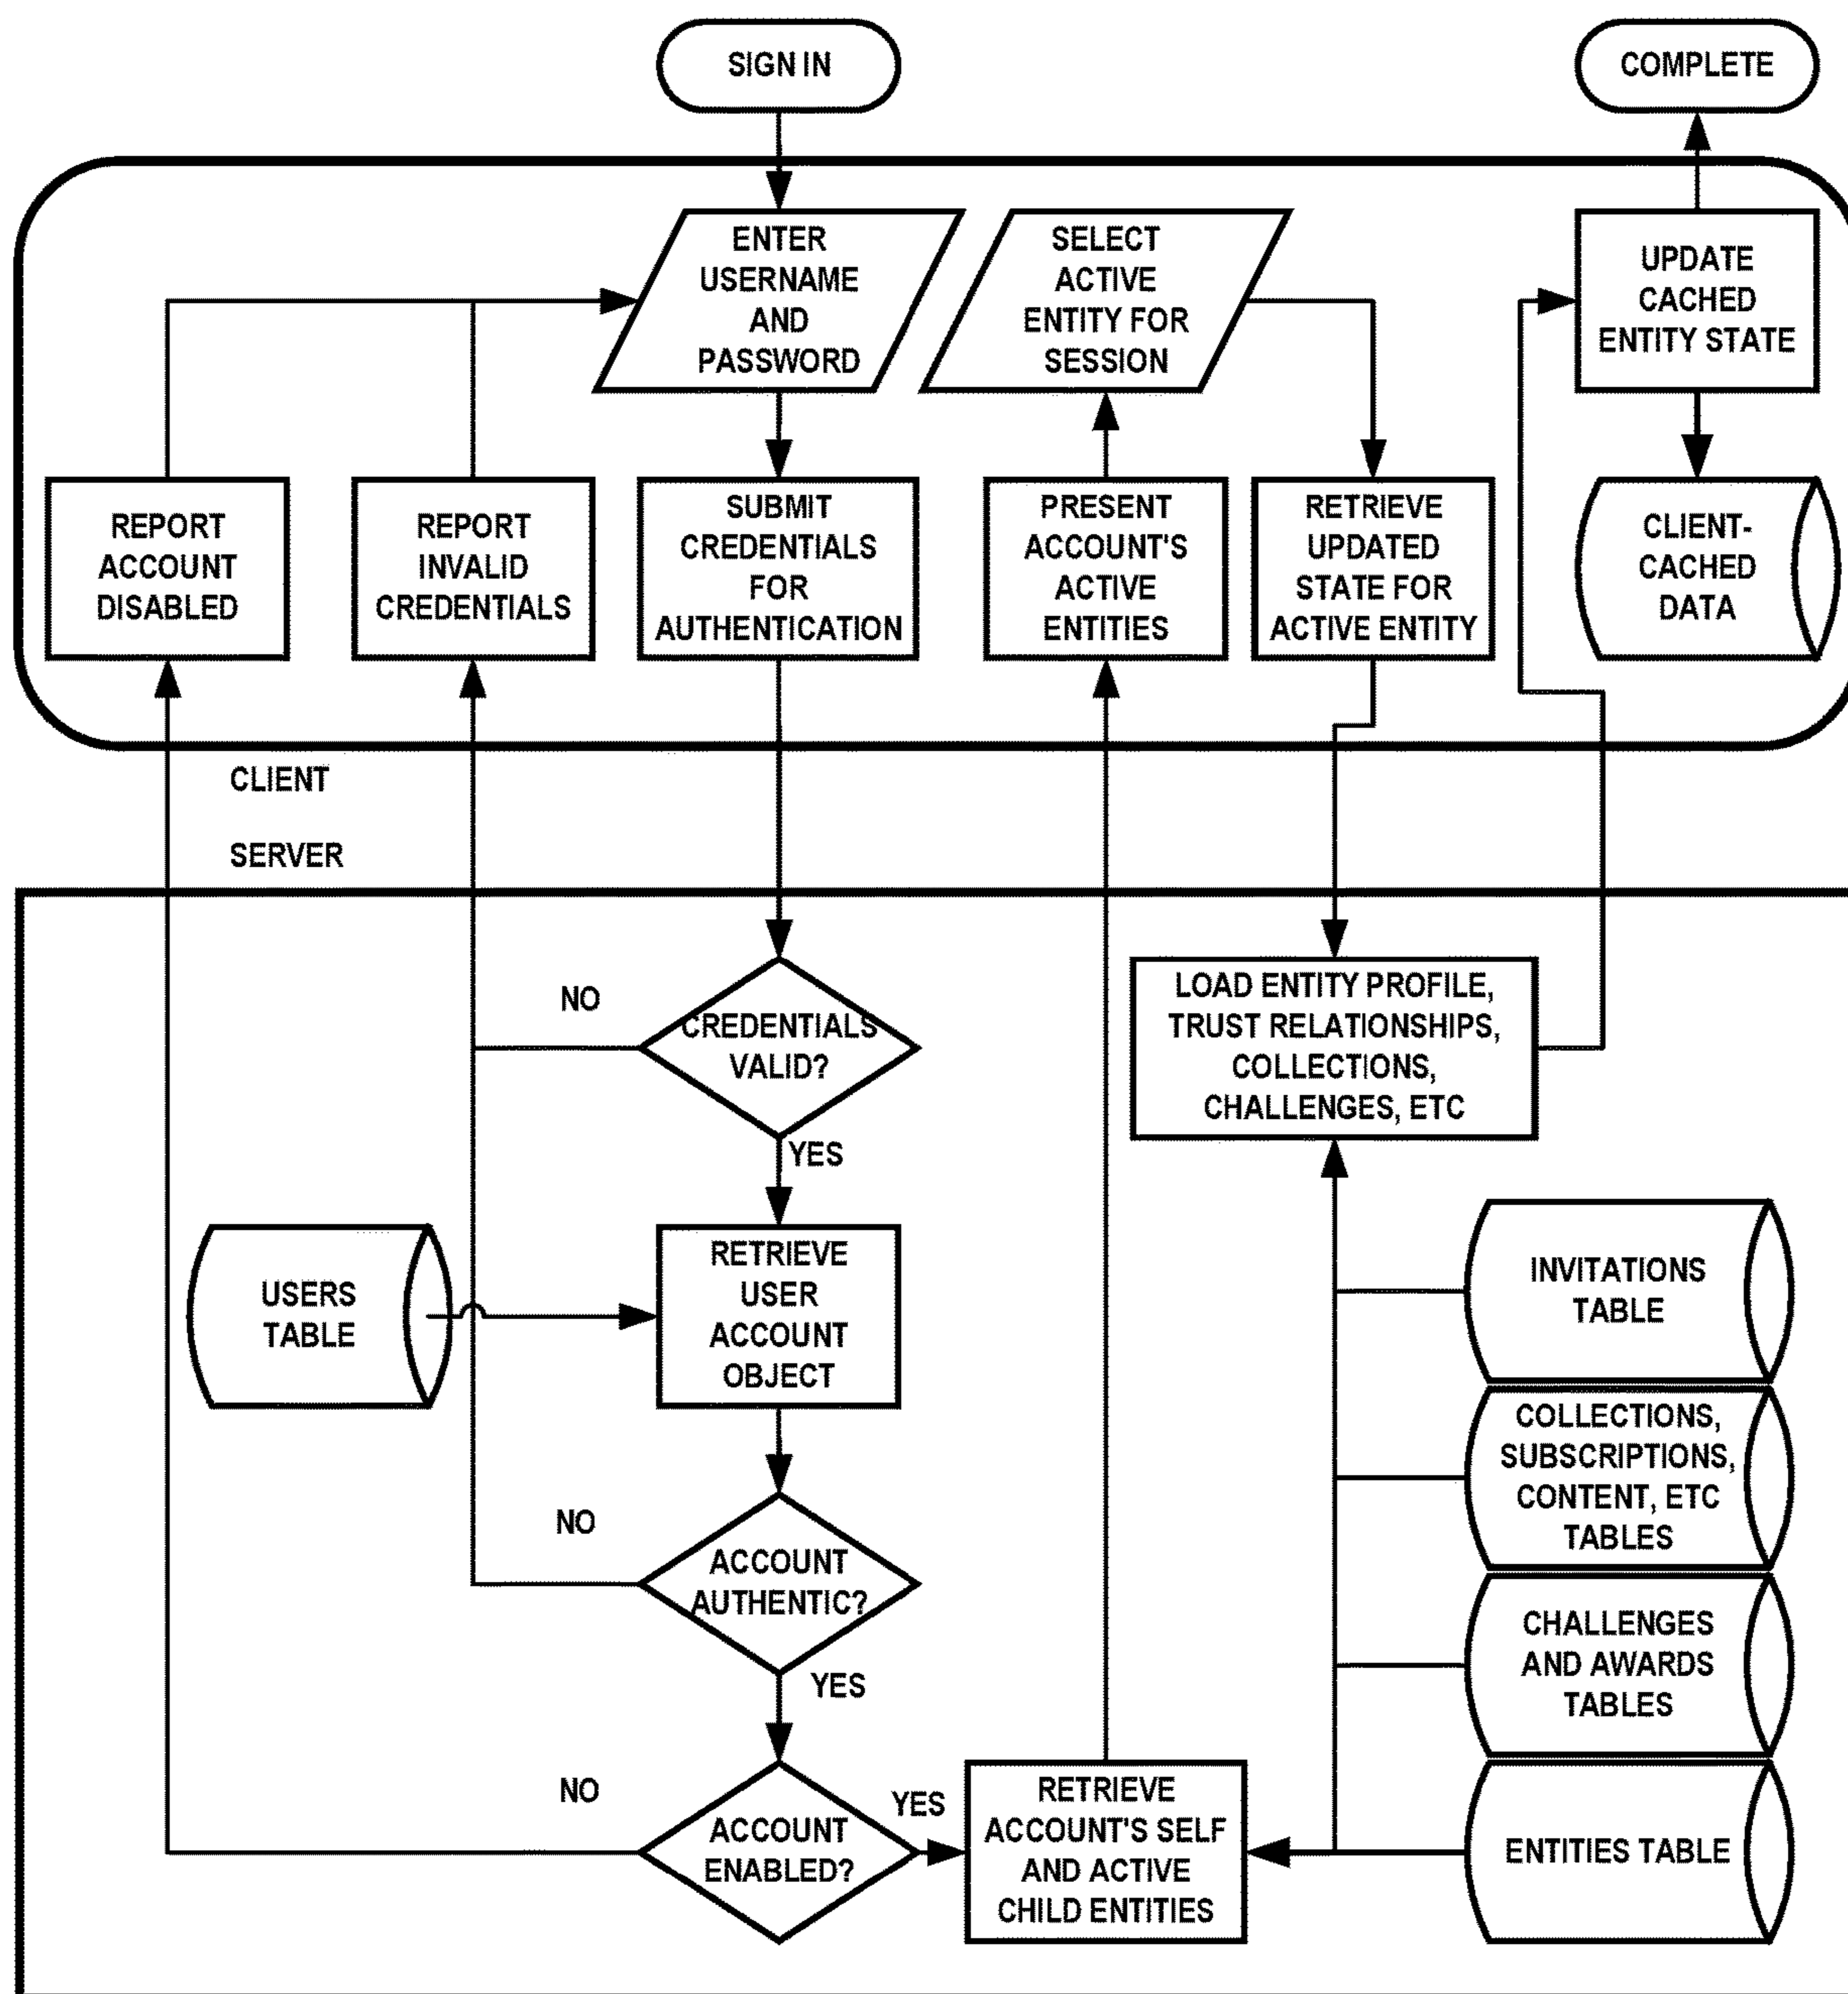 SIGN IN
COMPLETE
ENTER
USERNAME
AND
PASSWORD
SELECT
ACTIVE
ENTITY FOR
SESSION
UPDATE
CACHED
ENTITY STATE
REPORT
ACCOUNT
DISABLED
REPORT
INVALID
CREDENTIALS
SUBMIT
CREDENTIALS
FOR
AUTHENTICATION
PRESENT
ACCOUNT'S
ACTIVE
ENTITIES
RETRIEVE
UPDATED
STATE FOR
ACTIVE ENTITY
CLIENT-
CACHED
DATA
CLIENT
SERVER
NO
CREDENTIALS
VALID?
YES
LOAD ENTITY PROFILE,
TRUST RELATIONSHIPS,
COLLECTIONS,
CHALLENGES, ETC
USERS
TABLE
RETRIEVE
USER
ACCOUNT
OBJECT
INVITATIONS
TABLE
COLLECTIONS,
SUBSCRIPTIONS,
CONTENT, ETC
TABLES
NO
ACCOUNT
AUTHENTIC?
YES
CHALLENGES
AND AWARDS
TABLES
NO
ACCOUNT
ENABLED?
YES
RETRIEVE
ACCOUNT'S SELF
AND ACTIVE
CHILD ENTITIES
ENTITIES TABLE